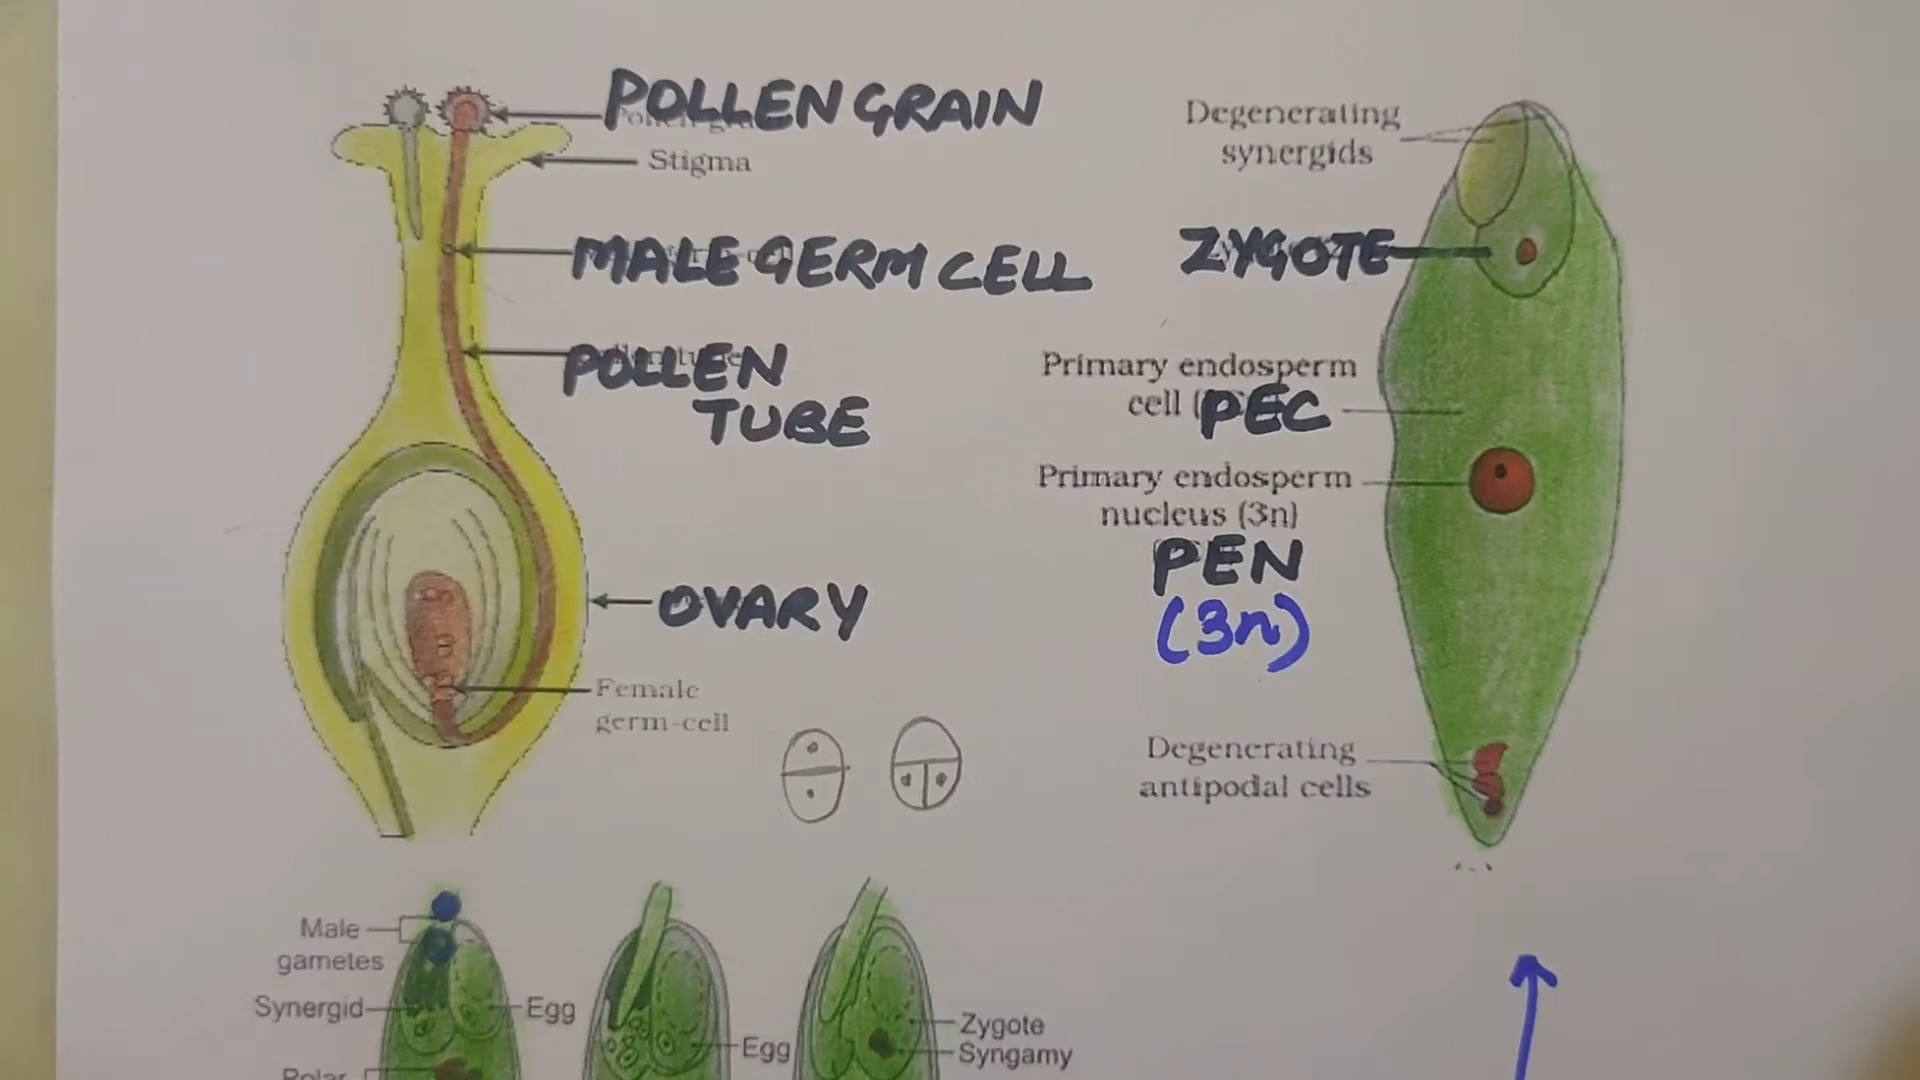 POLLEN GRAIN
Stigma
MALE GERM CELL
POLLEN
TUBE
OVARY
Female
germ-cell
Degenerating
synergids
ZYGOTE
Primary endosperm
cell (PEC
Primary endosperm
nucleus (3n)
PEN
(3n)
Degenerating
antipodal cells
Male
gametes
Synergid
Egg
Polar
Egg
Zygote
Syngamy